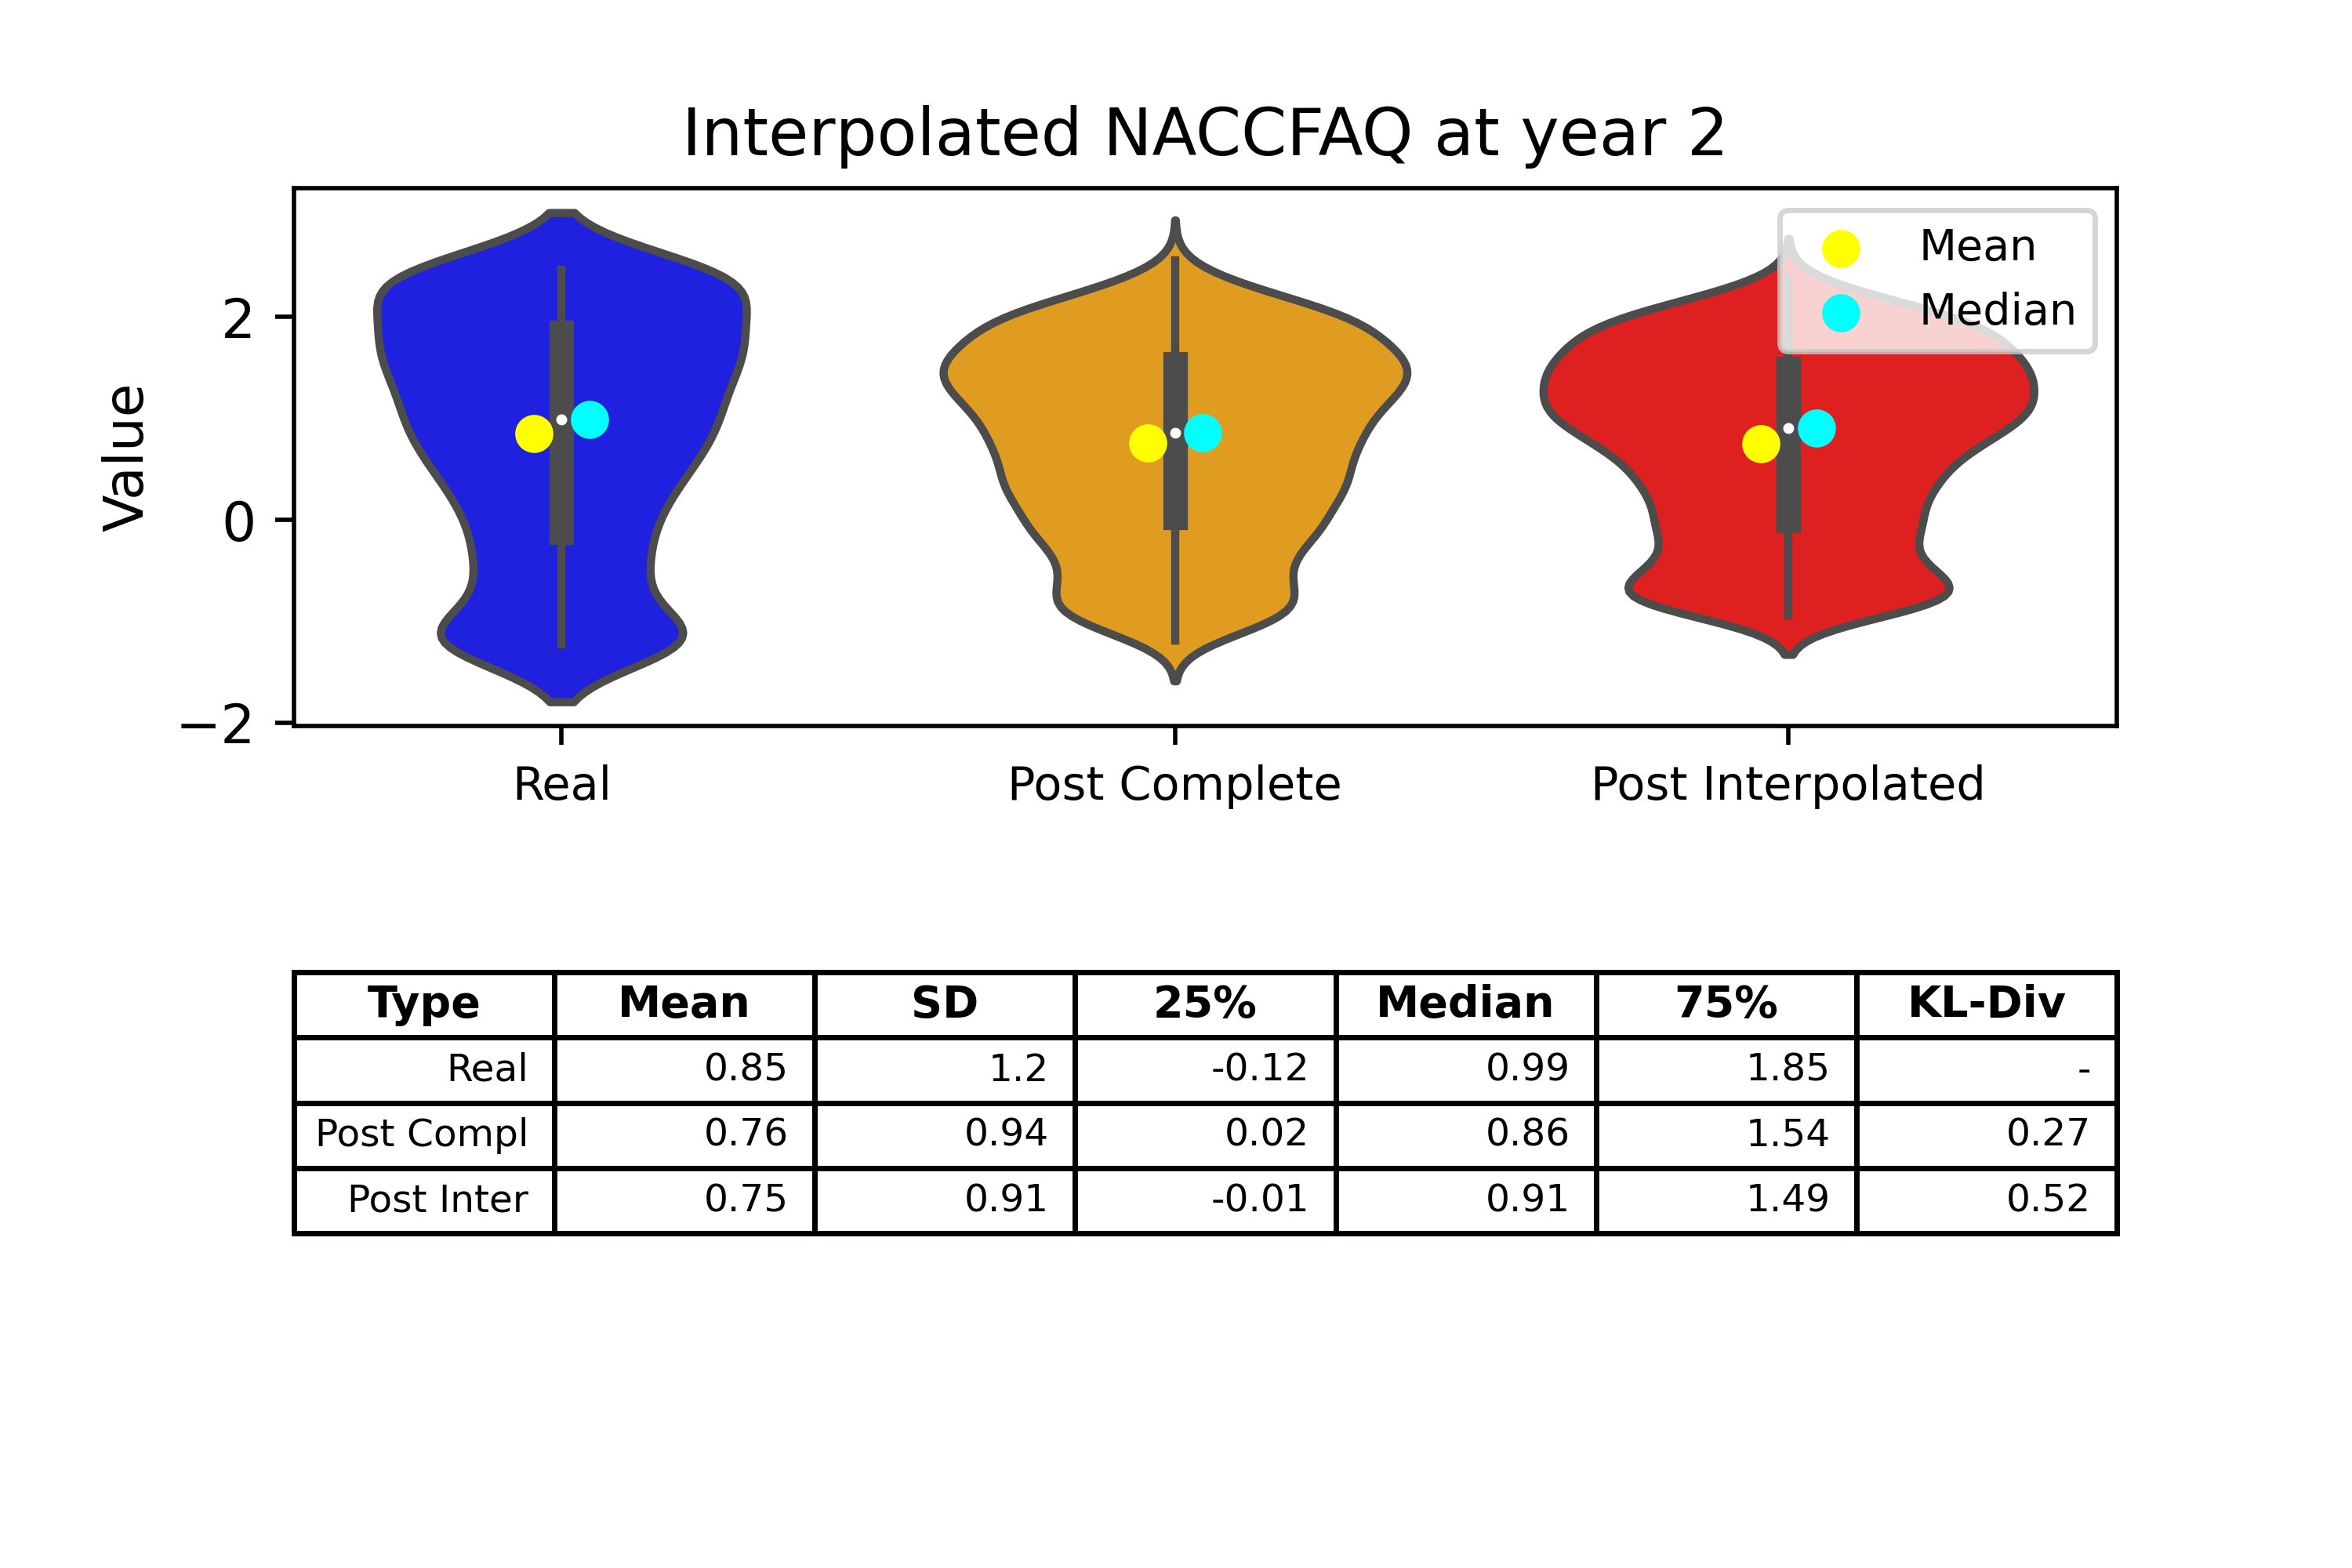 Interpolated NACCFAQ at year 2
Mean
Median
Value
2
0
−2
Real Post Complete Post Interpolated
Type Mean SD 25% Median 75% KL-Div
Real 0.85 1.2 -0.12 0.99 1.85 -
Post Compl 0.76 0.94 0.02 0.86 1.54 0.27
Post Inter 0.75 0.91 -0.01 0.91 1.49 0.52